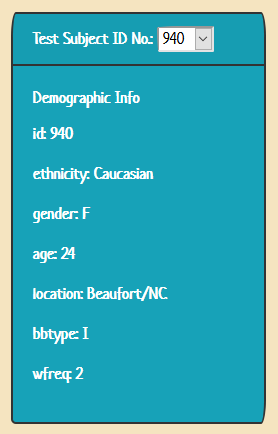 Test Subject ID No.: 940
Demographic Info
id: 940
ethnicity: Caucasian
gender: F
age: 24
location: Beaufort/NC
bbtype: I
wfreq: 2